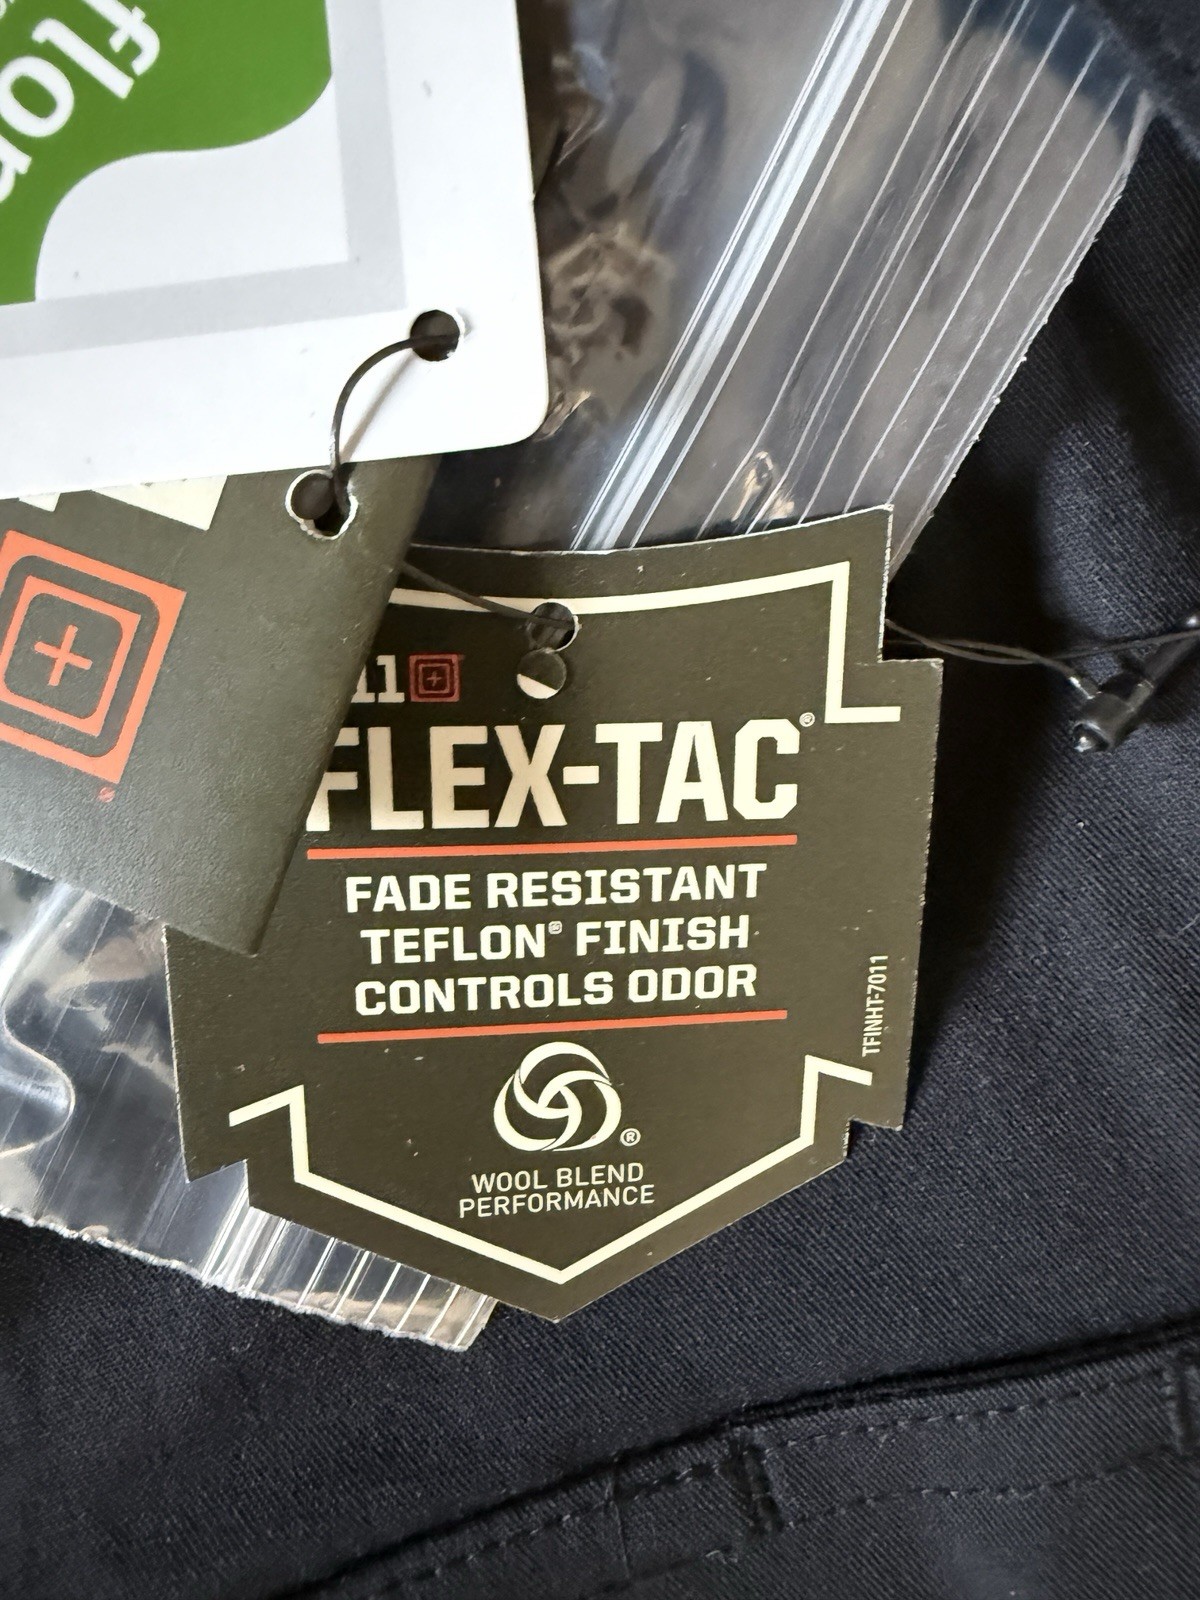 FLEX-TAC®
FADE RESISTANT
TEFLON® FINISH
CONTROLS ODOR
®
WOOL BLEND
PERFORMANCE
TFINHT-7011